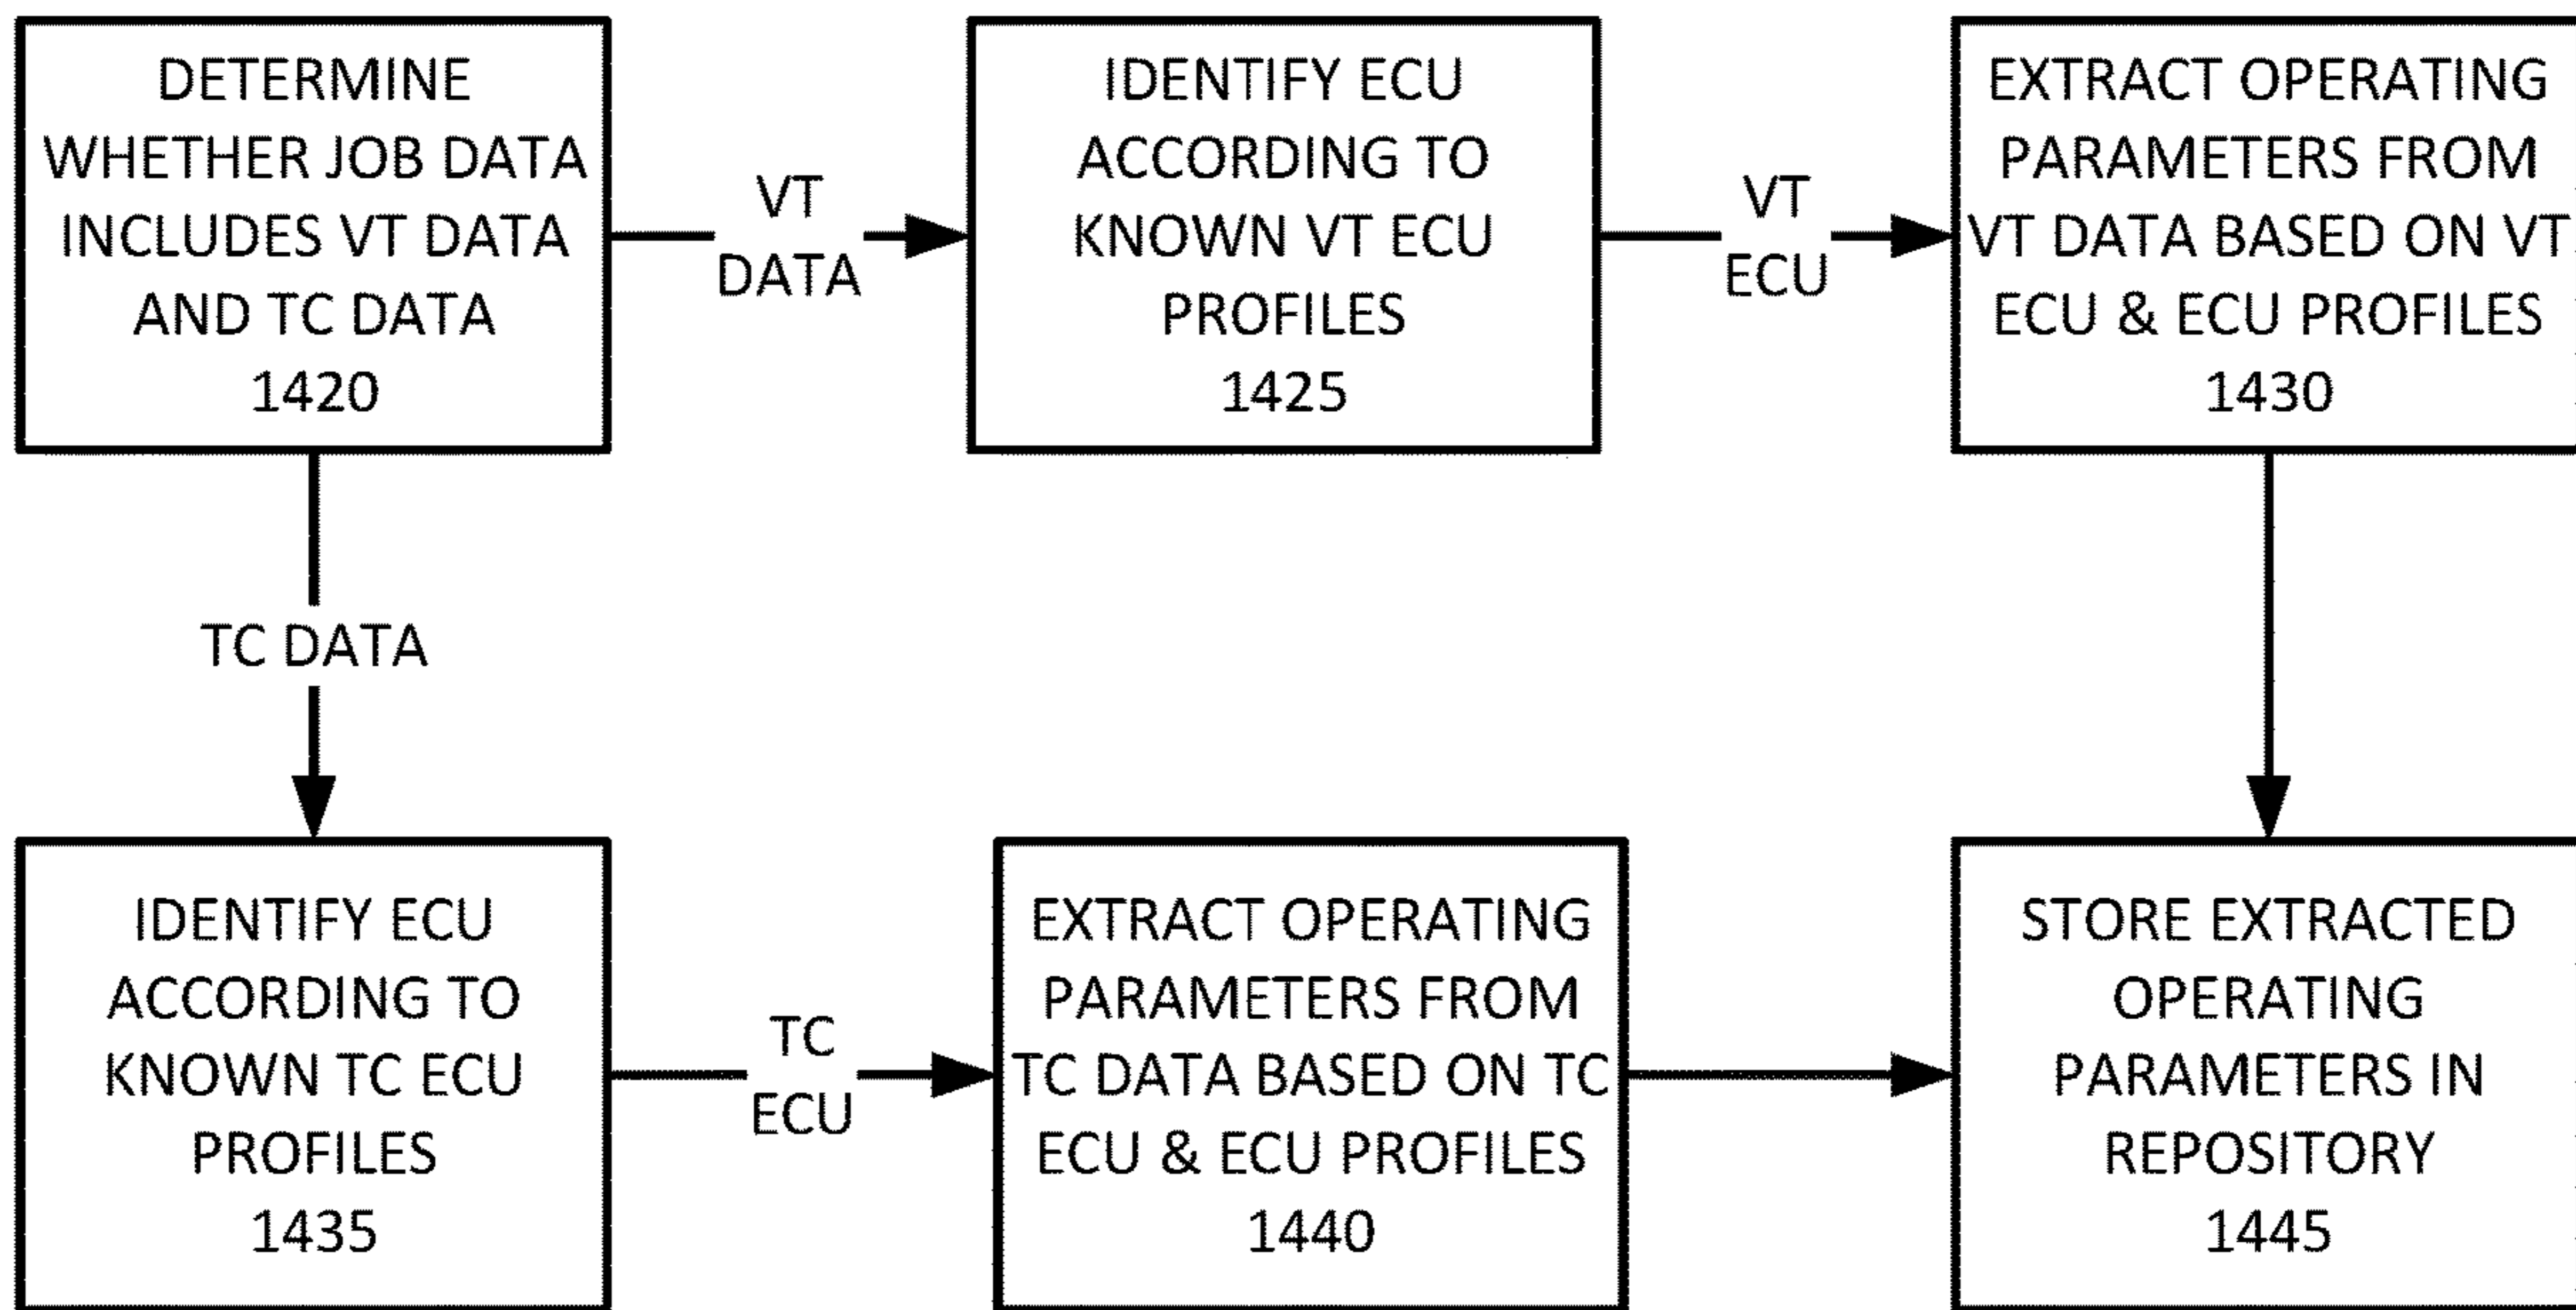 DETERMINE
WHETHER JOB DATA
INCLUDES VT DATA
AND TC DATA
1420
VT
DATA
IDENTIFY ECU
ACCORDING TO
KNOWN VT ECU
PROFILES
1425
VT
ECU
EXTRACT OPERATING
PARAMETERS FROM
VT DATA BASED ON VT
ECU & ECU PROFILES
1430
TC DATA
IDENTIFY ECU
ACCORDING TO
KNOWN TC ECU
PROFILES
1435
TC
ECU
EXTRACT OPERATING
PARAMETERS FROM
TC DATA BASED ON TC
ECU & ECU PROFILES
1440
STORE EXTRACTED
OPERATING
PARAMETERS IN
REPOSITORY
1445